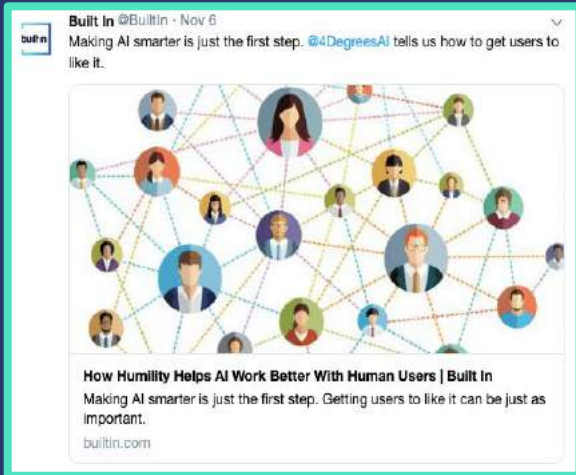 Built In @BuiltIn · Nov 6
built in
Making AI smarter is just the first step. @4DegreesAI tells us how to get users to
like it.
How Humility Helps AI Work Better With Human Users | Built In
Making AI smarter is just the first step. Getting users to like it can be just as
important.
builtin.com